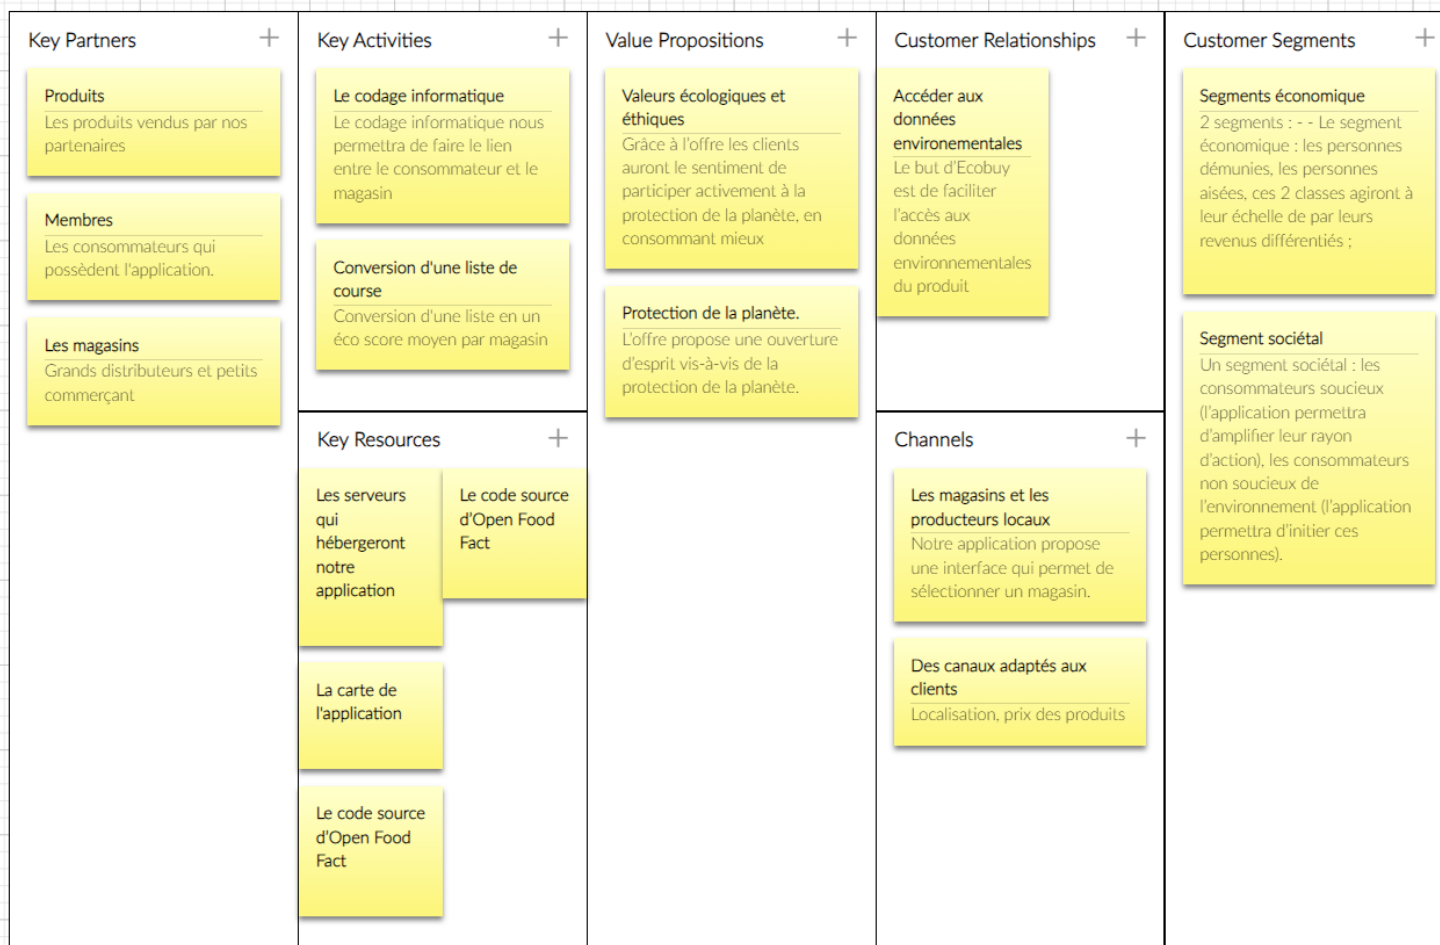 Key Partners
Produits
Les produits vendus par nos
partenaires
Membres
Les consommateurs qui
possèdent l'application.
Les magasins
Grands distributeurs et petits
commerçant
Key Activities
Le codage informatique
Le codage informatique nous
permettra de faire le lien
entre le consommateur et le
magasin
Conversion d'une liste de
course
Conversion d'une liste en un
éco score moyen par magasin
Key Resources
Les serveurs
qui
hébergeront
notre
application
Le code source
d'Open Food
Fact
La carte de
l'application
Le code source
d'Open Food
Fact
Value Propositions
Valeurs écologiques et
éthiques
Grâce à l'offre les clients
auront le sentiment de
participer activement à la
protection de la planète, en
consommant mieux
Protection de la planète.
L'offre propose une ouverture
d'esprit vis-à-vis de la
protection de la planète.
Customer Relationships
Accéder aux
données
environementales
Le but d'Ecobuy
est de faciliter
l'accès aux
données
environnementales
du produit
Channels
Les magasins et les
producteurs locaux
Notre application propose
une interface qui permet de
sélectionner un magasin.
Des canaux adaptés aux
clients
Localisation, prix des produits
Customer Segments
Segments économique
2 segments : - - Le segment
économique : les personnes
démunies, les personnes
aisées, ces 2 classes agiront à
leur échelle de par leurs
revenus différentiés ;
Segment sociétal
Un segment sociétal : les
consommateurs soucieux
(l'application permettra
d'amplifier leur rayon
d'action), les consommateurs
non soucieux de
l'environnement (l'application
permettra d'initier ces
personnes).